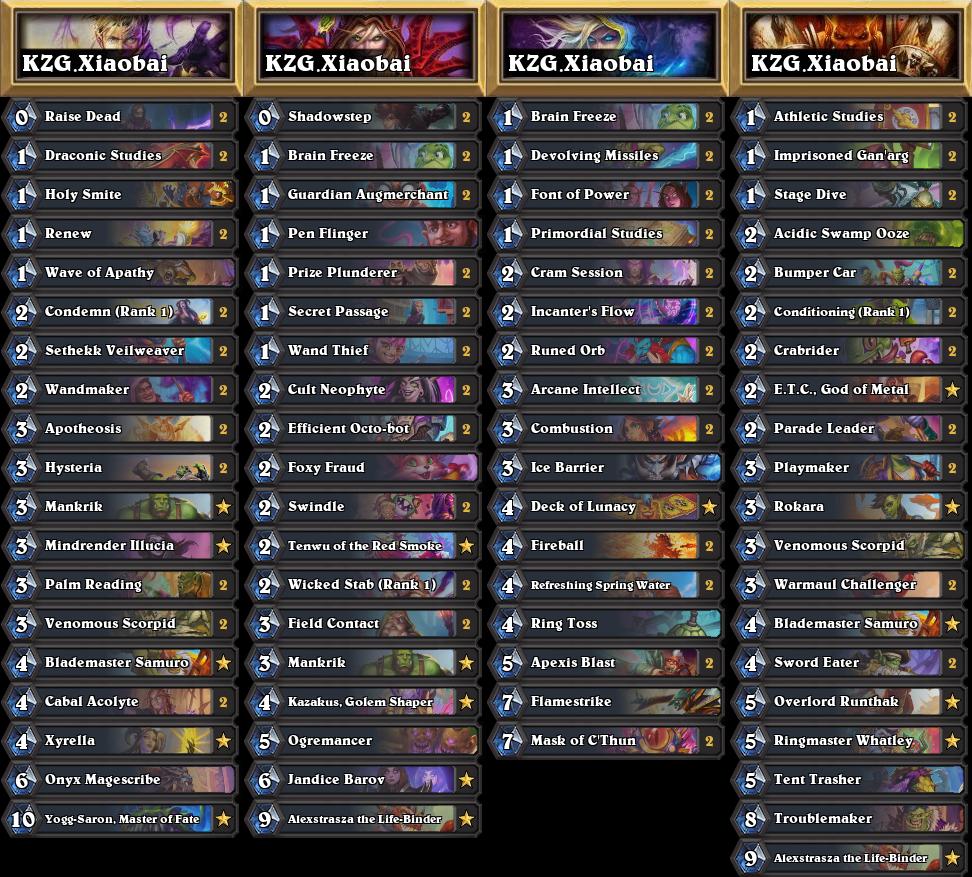 KZG.Xiaobai
0 Raise Dead 2
1 Draconic Studies 2
1 Holy Smite 2
1 Renew 2
1 Wave of Apathy
2 Condemn (Rank 1) 2
2 Sethekk Veilweaver 2
2 Wandmaker 2
3 Apotheosis 2
3 Hysteria 2
3 Mankrik
3 Mindrender Illucia
3 Palm Reading 2
3 Venomous Scorpid 2
4 Blademaster Samuro
4 Cabal Acolyte 2
4 Xyrella
6 Onyx Magescribe
10 Yogg-Saron, Master of Fate
KZG.Xiaobai
0 Shadowstep 2
1 Brain Freeze 2
1 Guardian Augmerchant 2
1 Pen Flinger
1 Prize Plunderer 2
1 Secret Passage 2
1 Wand Thief 2
2 Cult Neophyte 2
2 Efficient Octo-bot 2
2 Foxy Fraud
2 Swindle 2
2 Tenwu of the Red Smoke
2 Wicked Stab (Rank 1) 2
3 Field Contact 2
3 Mankrik
4 Kazakus, Golem Shaper
5 Ogremancer
6 Jandice Barov
9 Alexstrasza the Life-Binder
KZG.Xiaobai
1 Brain Freeze 2
1 Devolving Missiles 2
1 Font of Power 2
1 Primordial Studies 2
2 Cram Session 2
2 Incanter's Flow 2
2 Runed Orb 2
3 Arcane Intellect 2
3 Combustion 2
3 Ice Barrier
4 Deck of Lunacy
4 Fireball 2
4 Refreshing Spring Water 2
4 Ring Toss
5 Apexis Blast 2
7 Flamestrike
7 Mask of C'Thun 2
KZG.Xiaobai
1 Athletic Studies 2
1 Imprisoned Gan'arg 2
1 Stage Dive 2
2 Acidic Swamp Ooze
2 Bumper Car 2
2 Conditioning (Rank 1) 2
2 Crabrider 2
2 E.T.C., God of Metal
2 Parade Leader 2
3 Playmaker 2
3 Rokara
3 Venomous Scorpid
3 Warmaul Challenger 2
4 Blademaster Samuro
4 Sword Eater 2
5 Overlord Runthak
5 Ringmaster Whatley
5 Tent Trasher
8 Troublemaker
9 Alexstrasza the Life-Binder